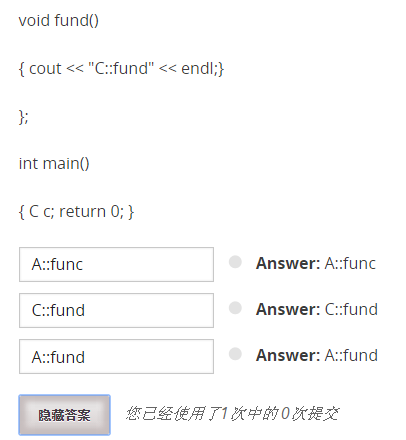 void fund()
{ cout << "C::fund" << endl;}
};
int main()
{ C c; return 0; }
A::func Answer: A::func
C::fund Answer: C::fund
A::fund Answer: A::fund
隐藏答案 您已经使用了1次中的 0次提交